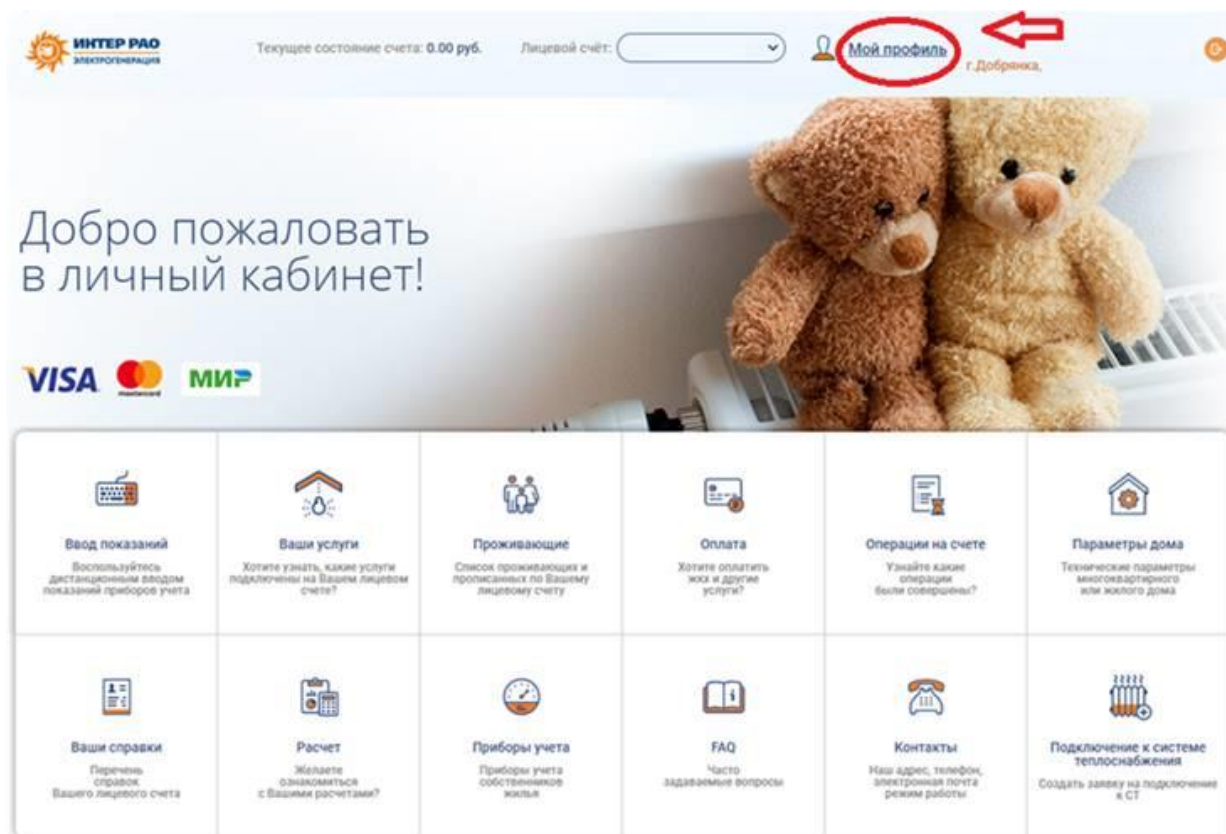 ИНТЕР РАО
ЭЛЕКТРОГЕНЕРАЦИЯ
Текущее состояние счета: 0.00 руб.
Лицевой счёт:
Мой профиль
г.Добрянка,
Добро пожаловать
в личный кабинет!
VISA
mastercard
МИР
Ввод показаний
Воспользуйтесь
дистанционным вводом
показаний приборов учета
Ваши услуги
Хотите узнать, какие услуги
подключены на Вашем лицевом
счете?
Проживающие
Список проживающих и
прописанных по Вашему
лицевому счету
Оплата
Хотите оплатить
жкх и другие
услуги?
Операции на счете
Узнайте какие
операции
были совершены?
Параметры дома
Технические параметры
многоквартирного
или жилого дома
Ваши справки
Перечень
справок
Вашего лицевого счета
Расчет
Желаете
ознакомиться
с Вашими расчетами?
Приборы учета
Приборы учета
собственников
жилья
FAQ
Часто
задаваемые вопросы
Контакты
Наш адрес, телефон,
электронная почта
режим работы
Подключение к системе
теплоснабжения
Создать заявку на подключение
к СТ